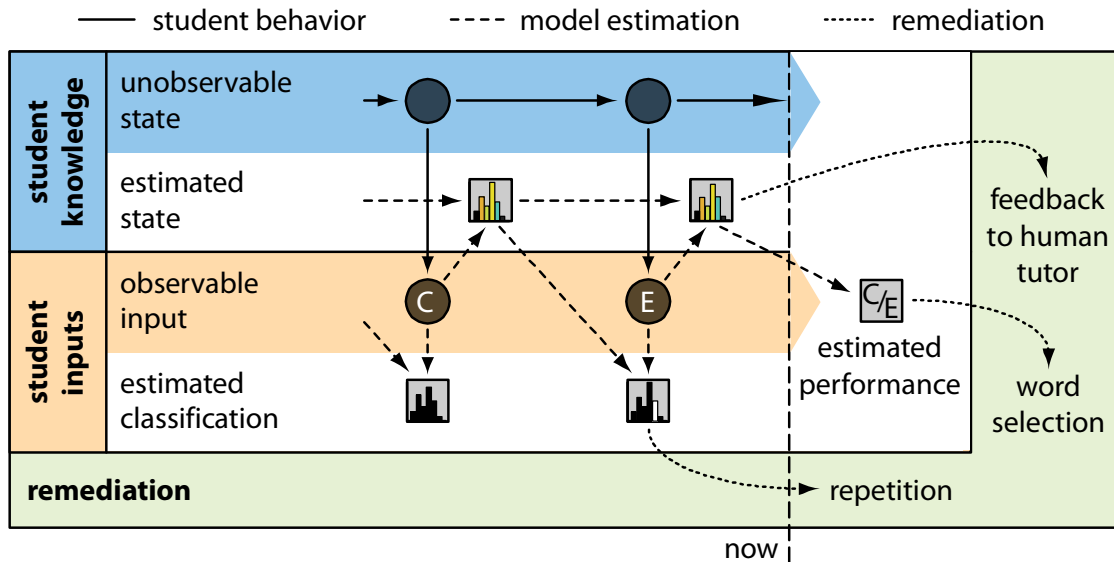 student behavior
model estimation
remediation
student
knowledge
unobservable
state
estimated
state
feedback
to human
tutor
student
inputs
observable
input
C
E
C/E
estimated
performance
estimated
classification
word
selection
remediation
repetition
now